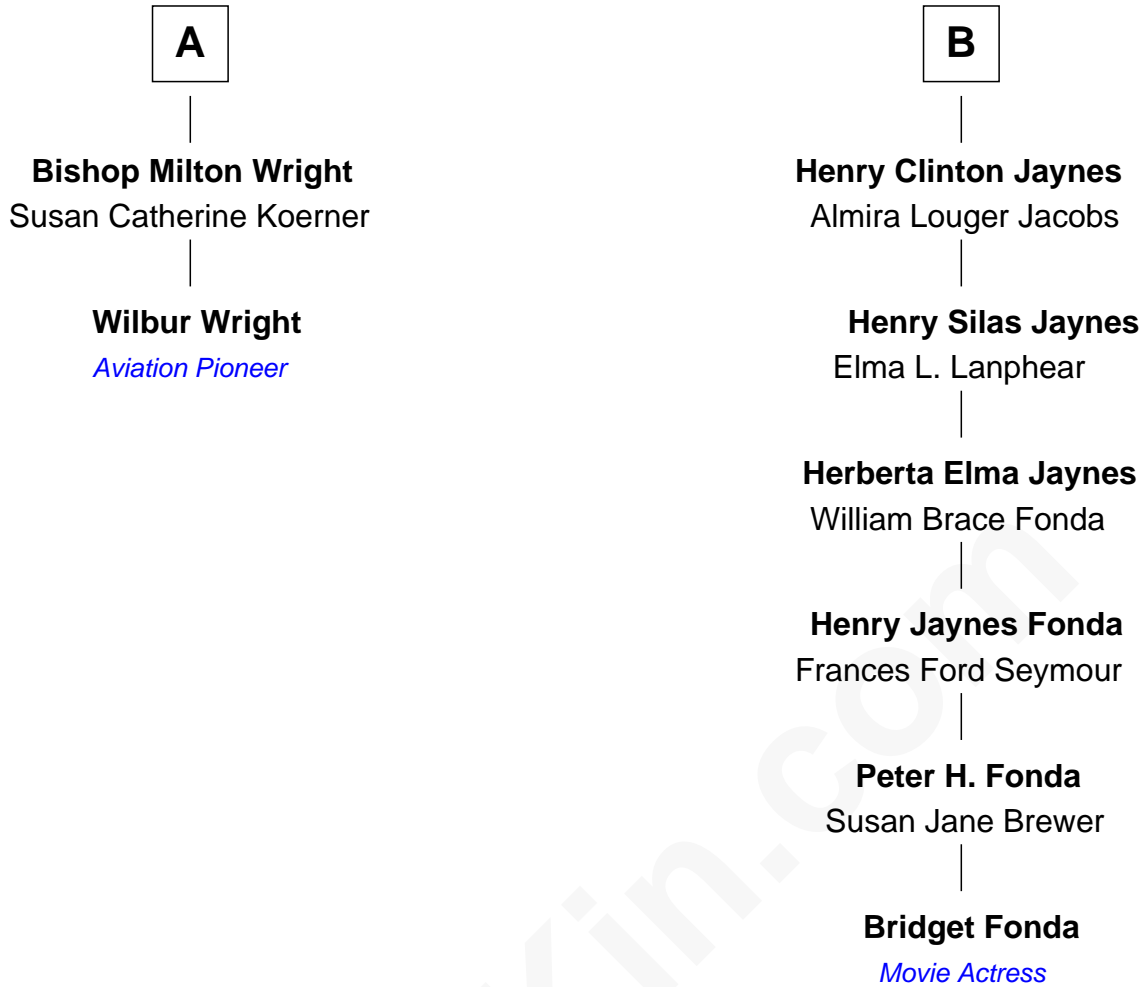 A
Bishop Milton Wright
Susan Catherine Koerner
Wilbur Wright
Aviation Pioneer
B
Henry Clinton Jaynes
Almira Louger Jacobs
Henry Silas Jaynes
Elma L. Lanphear
Herberta Elma Jaynes
William Brace Fonda
Henry Jaynes Fonda
Frances Ford Seymour
Peter H. Fonda
Susan Jane Brewer
Bridget Fonda
Movie Actress
Kin.com